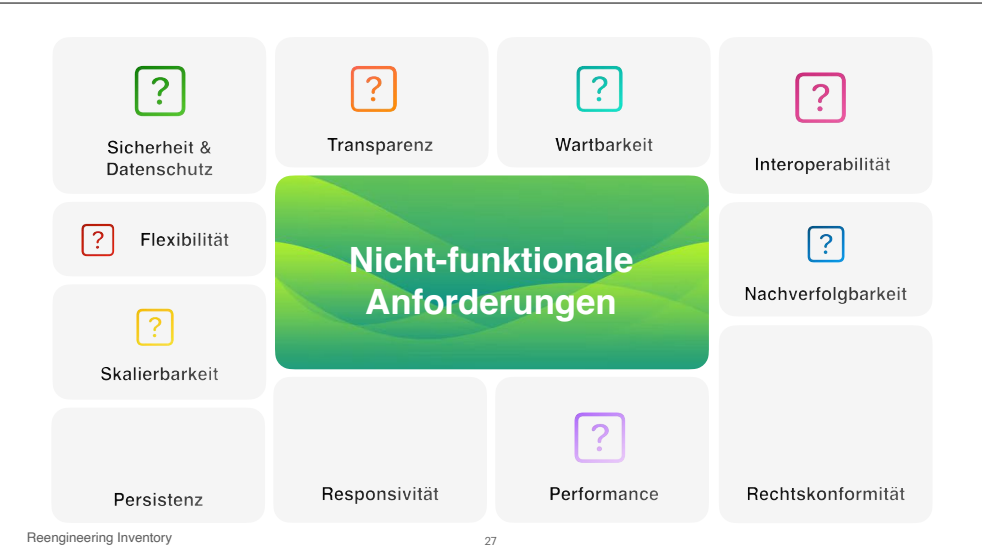 ?
Sicherheit &
Datenschutz
?
Transparenz
?
Wartbarkeit
?
Interoperabilität
?
Flexibilität
Nicht-funktionale
Anforderungen
?
Nachverfolgbarkeit
?
Skalierbarkeit
Persistenz
Responsivität
?
Performance
Rechtskonformität
Reengineering Inventory
27